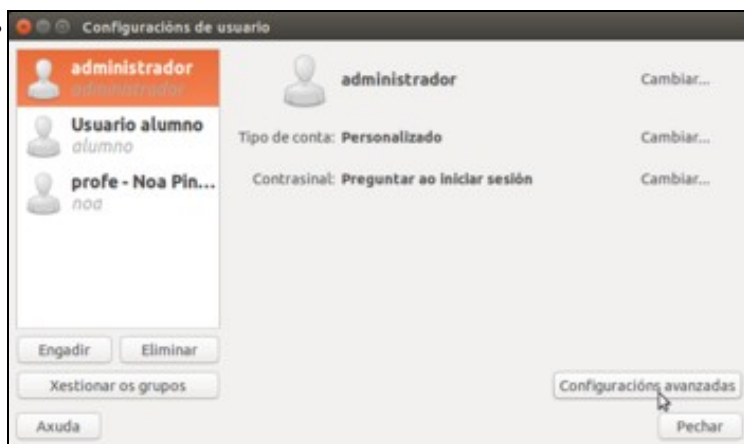 Configuracións de usuario
administrador
administrador
Usuario alumno
alumno
profe - Noa Pin...
noa
administrador Cambiar...
Tipo de conta: Personalizado Cambiar...
Contrasinal: Preguntar ao iniciar sesión Cambiar...
Engadir Eliminar
Xestionar os grupos
Configuracións avanzadas
Axuda
Pechar